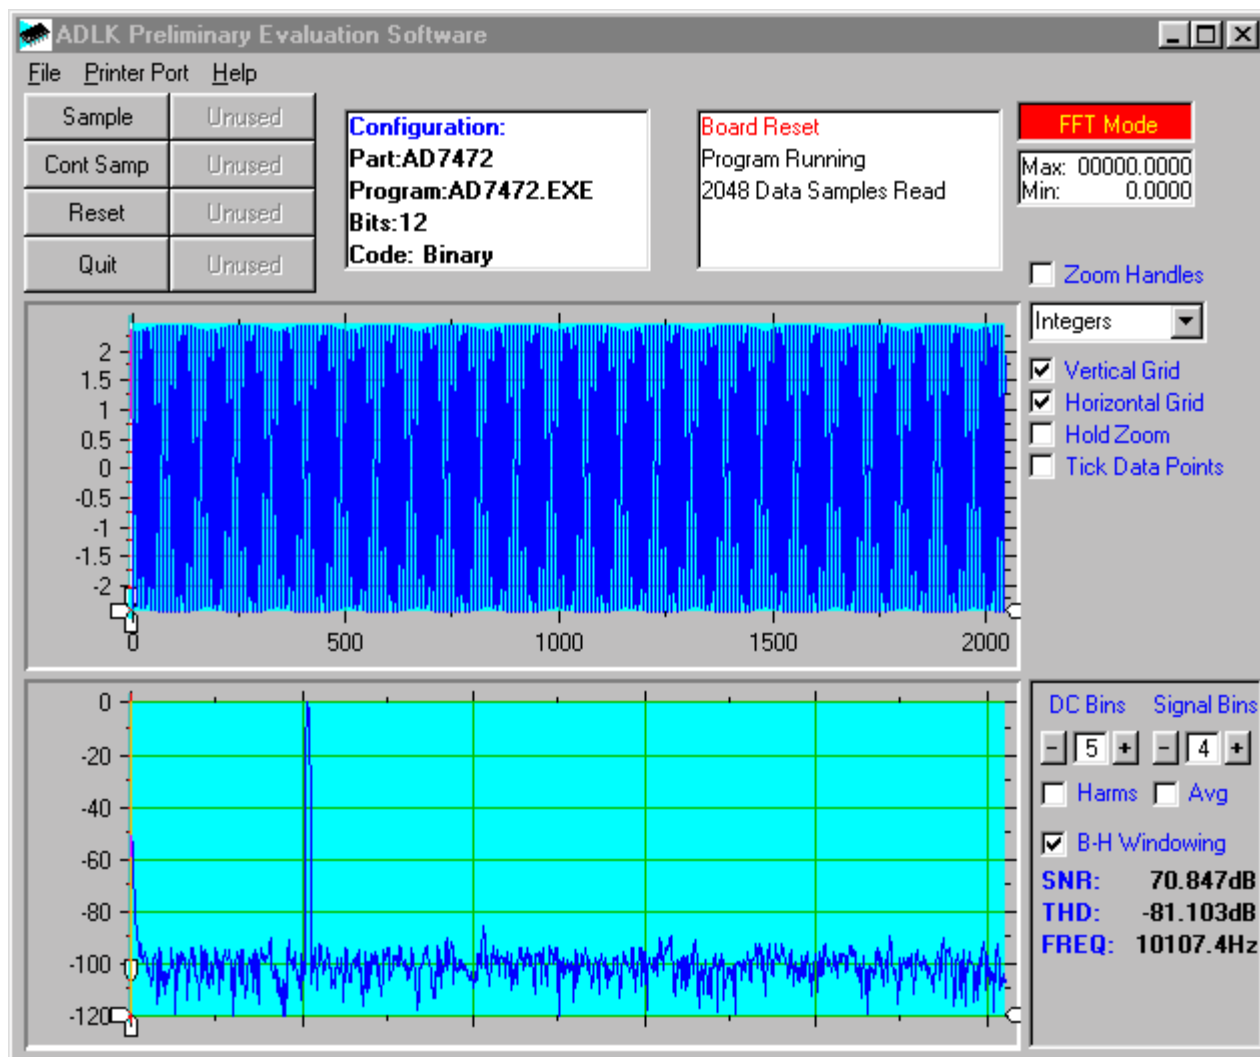 ADLK Preliminary Evaluation Software
File Printer Port Help
Sample Unused
Cont Samp Unused
Reset Unused
Quit Unused
Configuration:
Part:AD7472
Program:AD7472.EXE
Bits:12
Code: Binary
Board Reset
Program Running
2048 Data Samples Read
FFT Mode
Max: 00000.0000
Min: 0.0000
Zoom Handles
Integers
Vertical Grid
Horizontal Grid
Hold Zoom
Tick Data Points
2
1.5
1
0.5
0
-0.5
-1
-1.5
-2
0 500 1000 1500 2000
0
-20
-40
-60
-80
-100
-120
DC Bins Signal Bins
- 5 + - 4 +
Harms Avg
B-H Windowing
SNR: 70.847dB
THD: -81.103dB
FREQ: 10107.4Hz